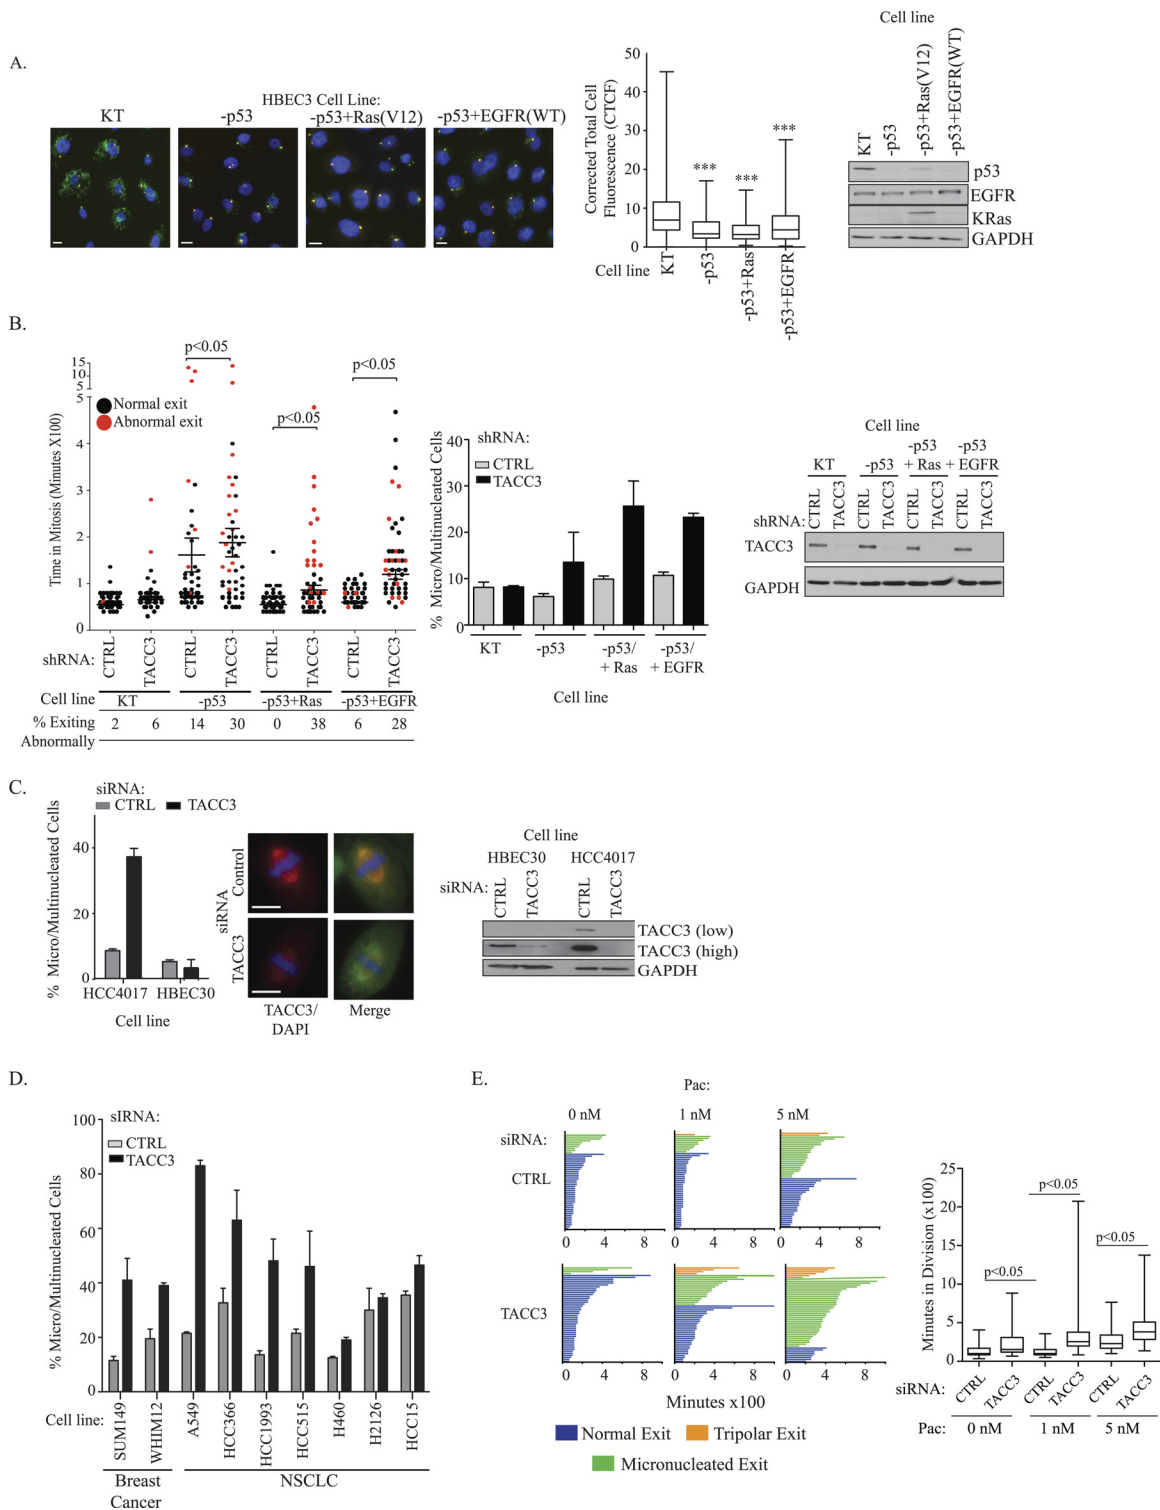 A.
HBEC3 Cell Line:
KT
-p53
-p53+Ras(V12)
-p53+EGFR(WT)
Corrected Total Cell
Fluorescence (CTCF)
50
40
30
20
10
0
***
***
***
Cell line
KT
-p53
-p53+Ras
-p53+EGFR
Cell line
KT
-p53
-p53+Ras(V12)
-p53+EGFR(WT)
p53
EGFR
KRas
GAPDH
B.
Time in Mitosis (Minutes X100)
15
10
5
5
4
3
2
1
0
Normal exit
Abnormal exit
p<0.05
p<0.05
p<0.05
shRNA:
CTRL
TACC3
CTRL
TACC3
CTRL
TACC3
CTRL
TACC3
Cell line
KT
-p53
-p53+Ras
-p53+EGFR
% Exiting
Abnormally
2
6
14
30
0
38
6
28
% Micro/Multinucleated Cells
40
30
20
10
0
shRNA:
CTRL
TACC3
KT
-p53
-p53/
+ Ras
-p53/
+ EGFR
Cell line
Cell line
KT
-p53
-p53
+ Ras
-p53
+ EGFR
shRNA:
CTRL
TACC3
CTRL
TACC3
CTRL
TACC3
CTRL
TACC3
TACC3
GAPDH
C.
siRNA:
CTRL
TACC3
% Micro/Multinucleated Cells
40
20
0
HCC4017
HBEC30
Cell line
siRNA
Control
TACC3
TACC3/
DAPI
Merge
Cell line
HBEC30
HCC4017
siRNA:
CTRL
TACC3
CTRL
TACC3
TACC3 (low)
TACC3 (high)
GAPDH
D.
% Micro/Multinucleated Cells
100
80
60
40
20
0
sIRNA:
CTRL
TACC3
Cell line:
SUM149
WHIM12
A549
HCC366
HCC1993
HCC515
H460
H2126
HCC15
Breast
Cancer
NSCLC
E.
Pac:
0 nM
1 nM
5 nM
siRNA:
CTRL
0 4 8
0 4 8
0 4 8
TACC3
0 4 8
0 4 8
0 4 8
Minutes x100
Normal Exit
Tripolar Exit
Micronucleated Exit
Minutes in Division (x100)
25
20
15
10
5
0
p<0.05
p<0.05
p<0.05
siRNA:
CTRL
TACC3
CTRL
TACC3
CTRL
TACC3
Pac:
0 nM
1 nM
5 nM